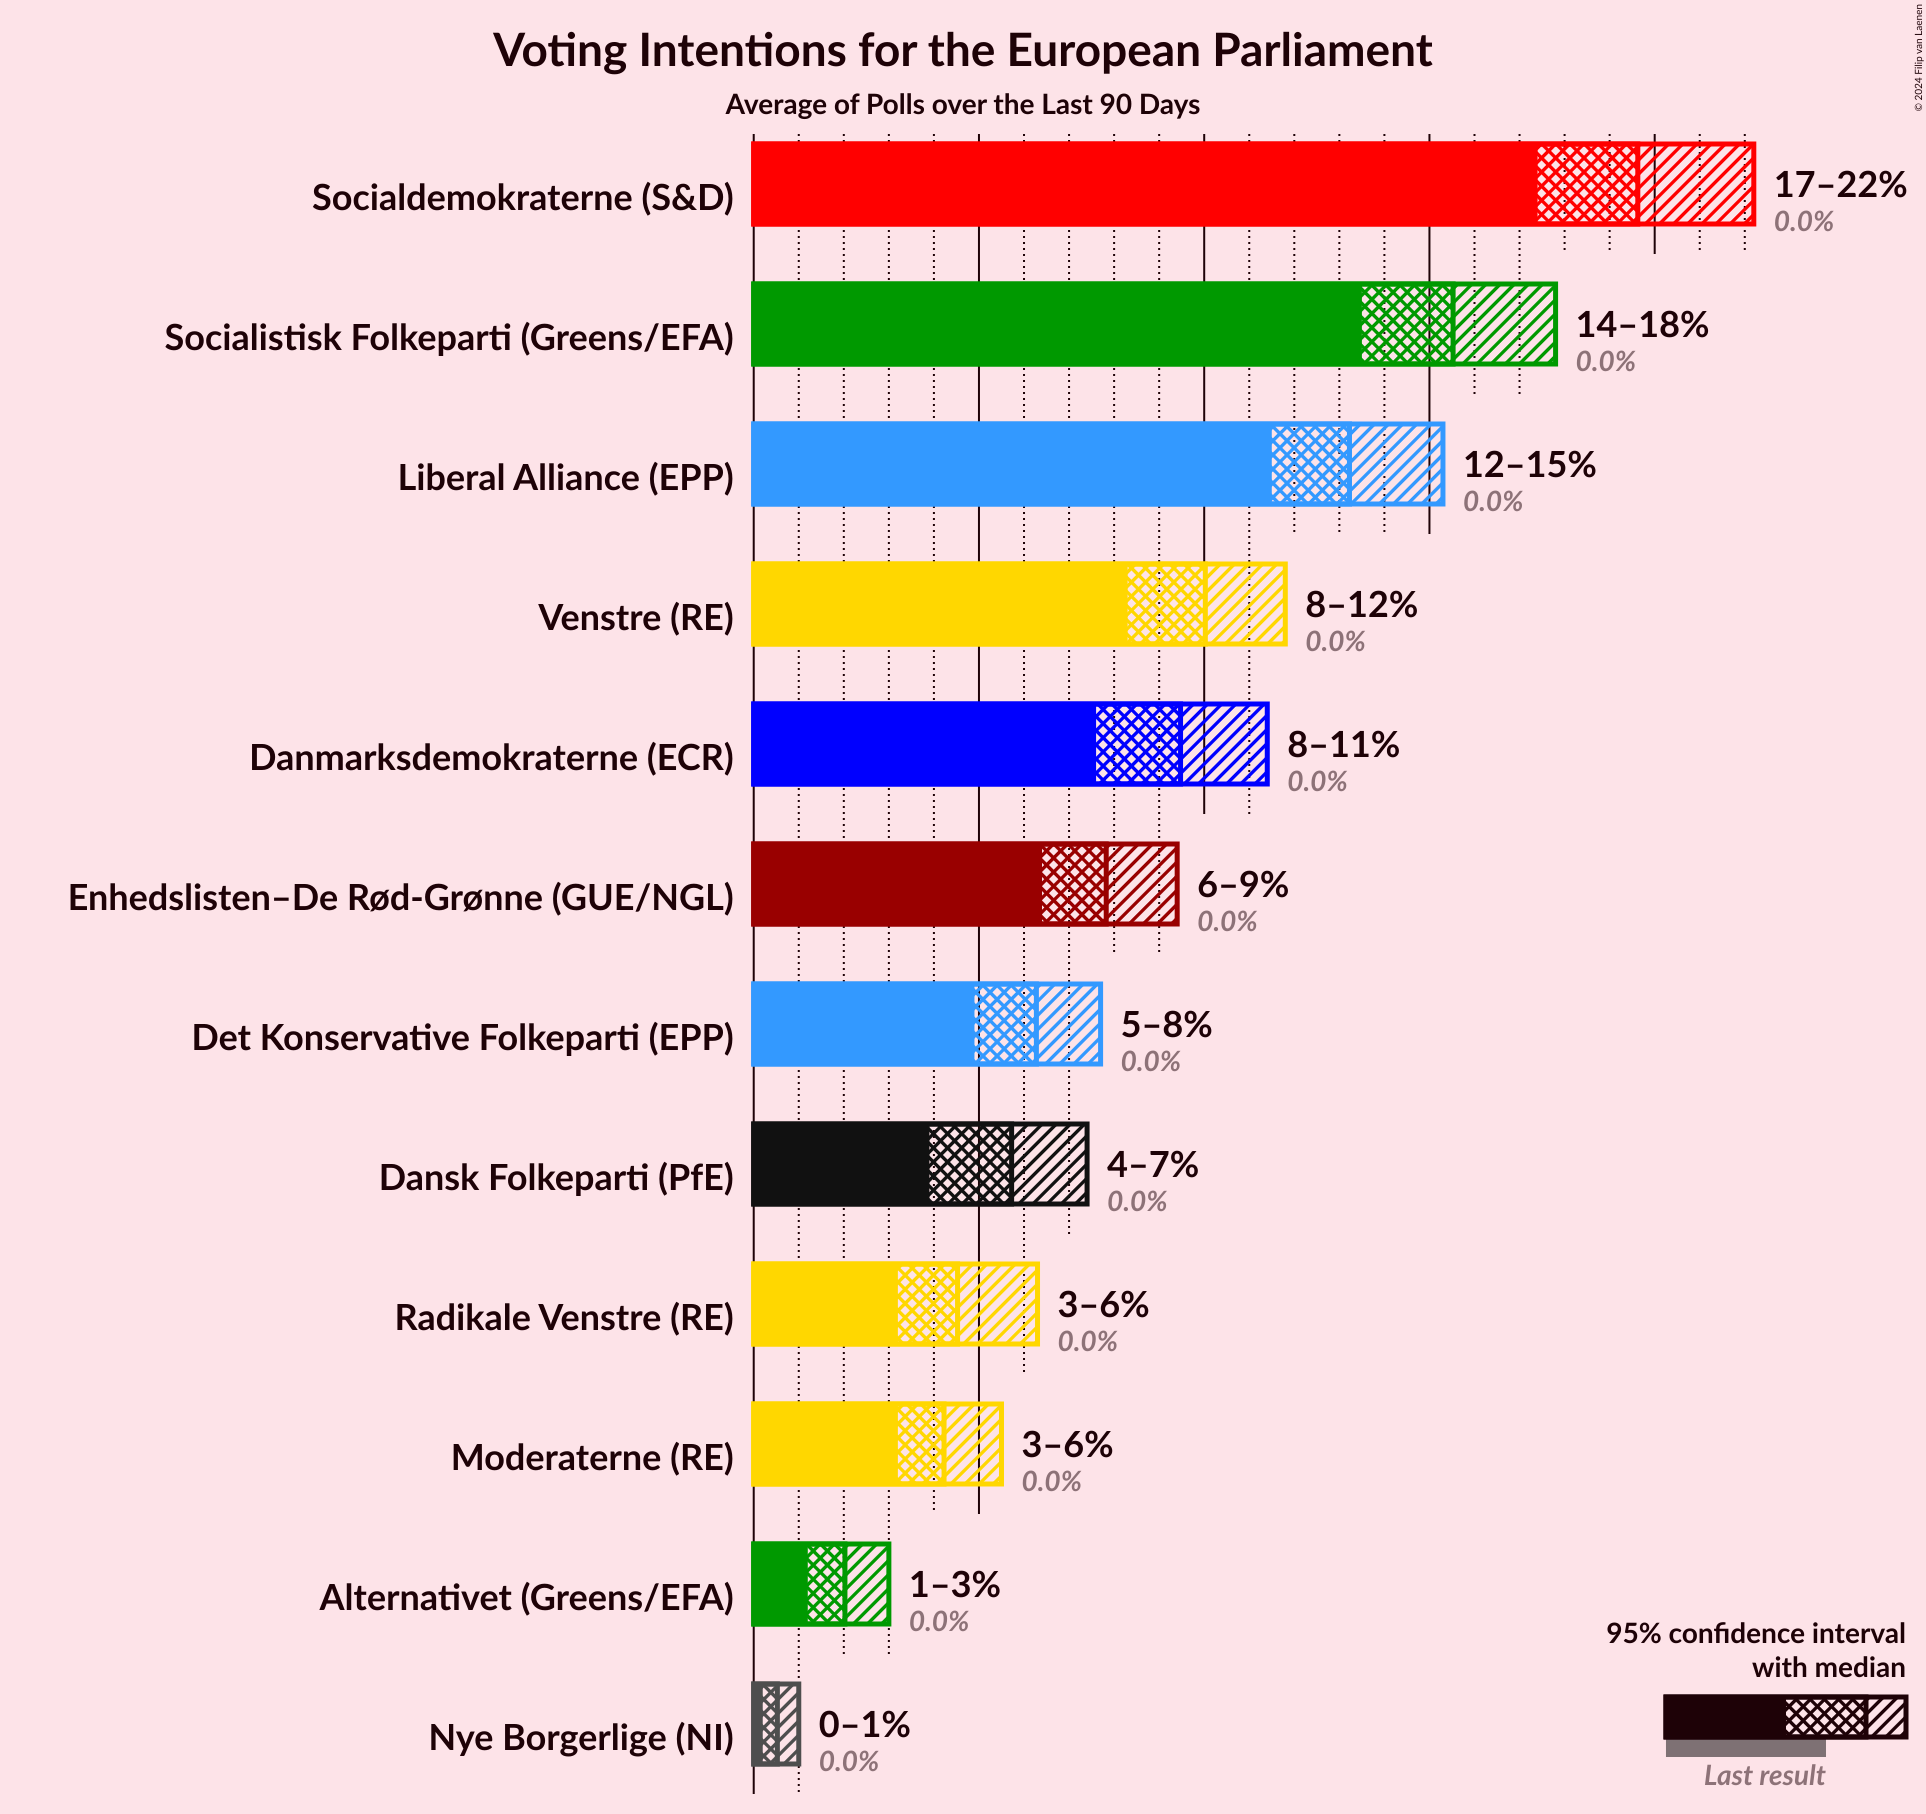 Voting Intentions for the European Parliament
Average of Polls over the Last 90 Days
© 2024 Filip van Laenen
Socialdemokraterne (S&D)
17–22%
0.0%
Socialistisk Folkeparti (Greens/EFA)
14–18%
0.0%
Liberal Alliance (EPP)
12–15%
0.0%
Venstre (RE)
8–12%
0.0%
Danmarksdemokraterne (ECR)
8–11%
0.0%
Enhedslisten–De Rød-Grønne (GUE/NGL)
6–9%
0.0%
Det Konservative Folkeparti (EPP)
5–8%
0.0%
Dansk Folkeparti (PfE)
4–7%
0.0%
Radikale Venstre (RE)
3–6%
0.0%
Moderaterne (RE)
3–6%
0.0%
Alternativet (Greens/EFA)
1–3%
0.0%
Nye Borgerlige (NI)
0–1%
0.0%
95% confidence interval
with median
Last result